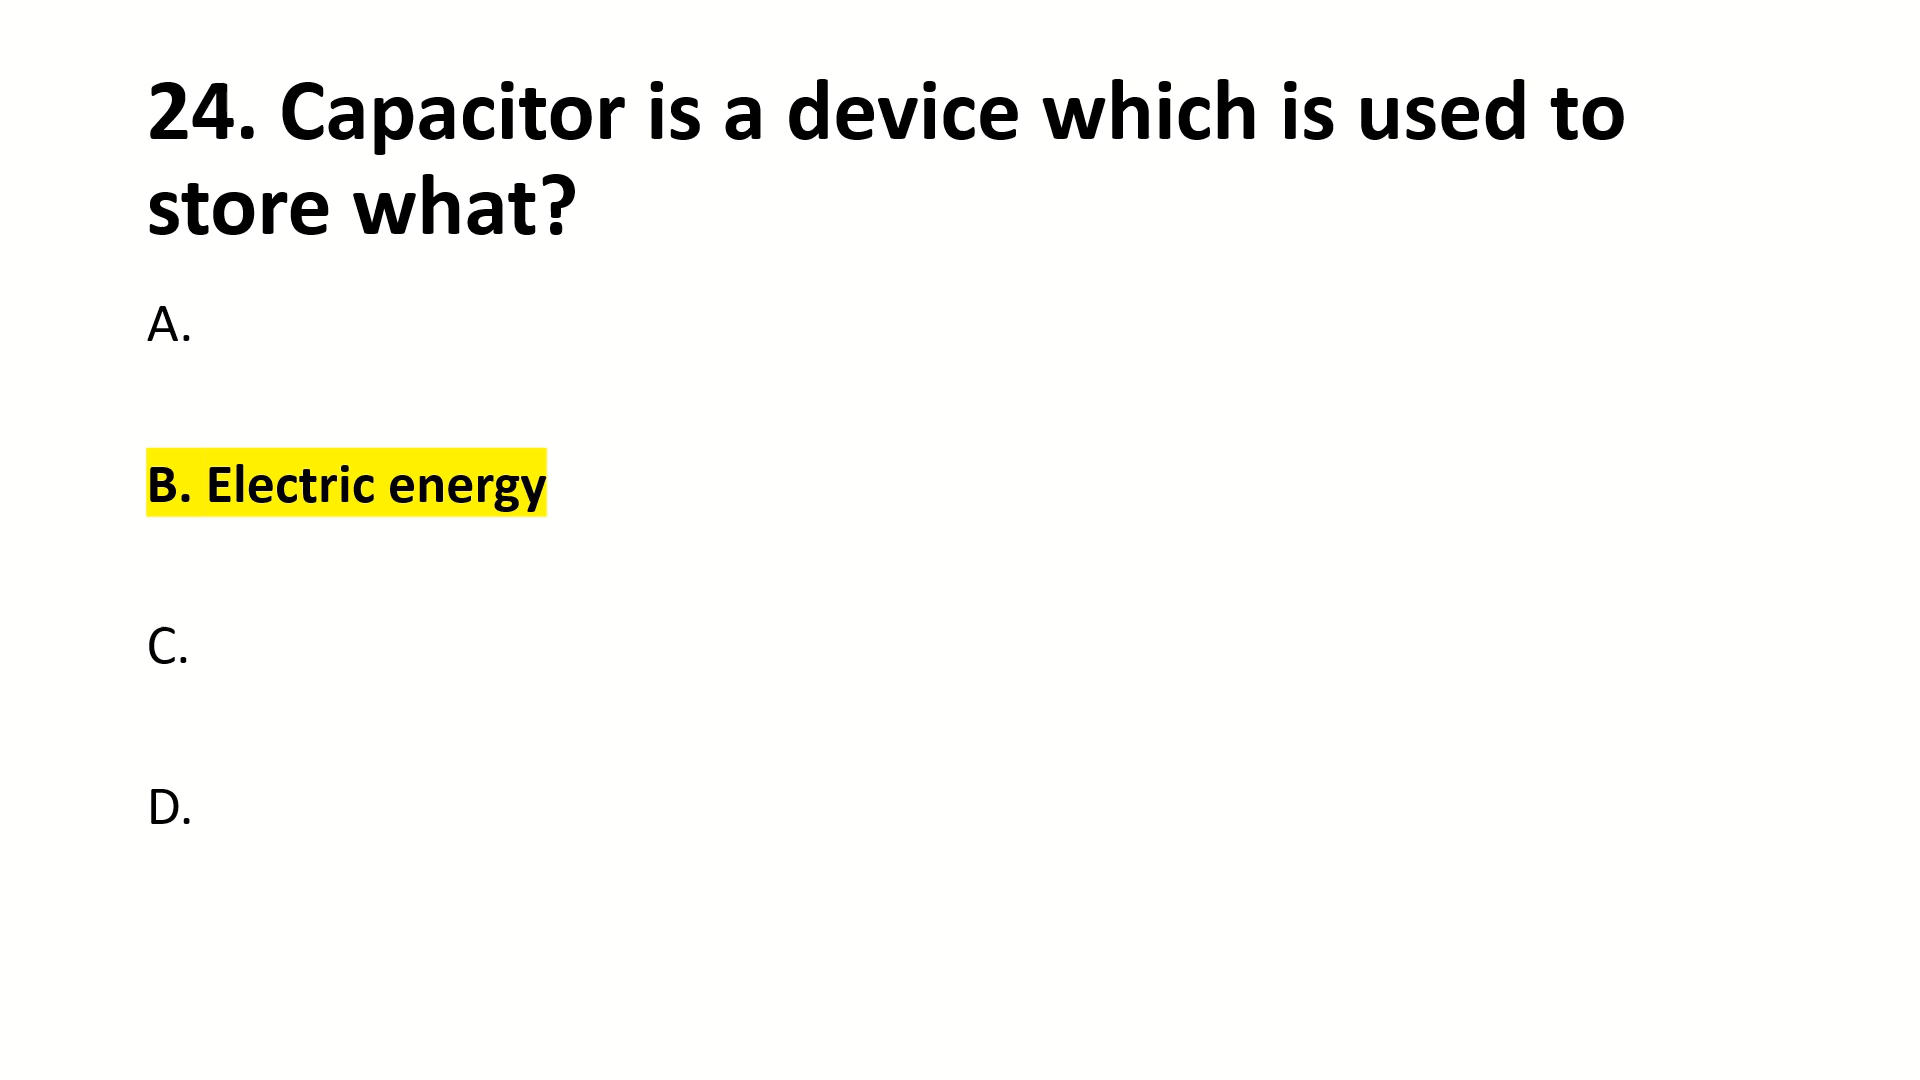 24. Capacitor is a device which is used to
store what?
A.
B. Electric energy
C.
D.